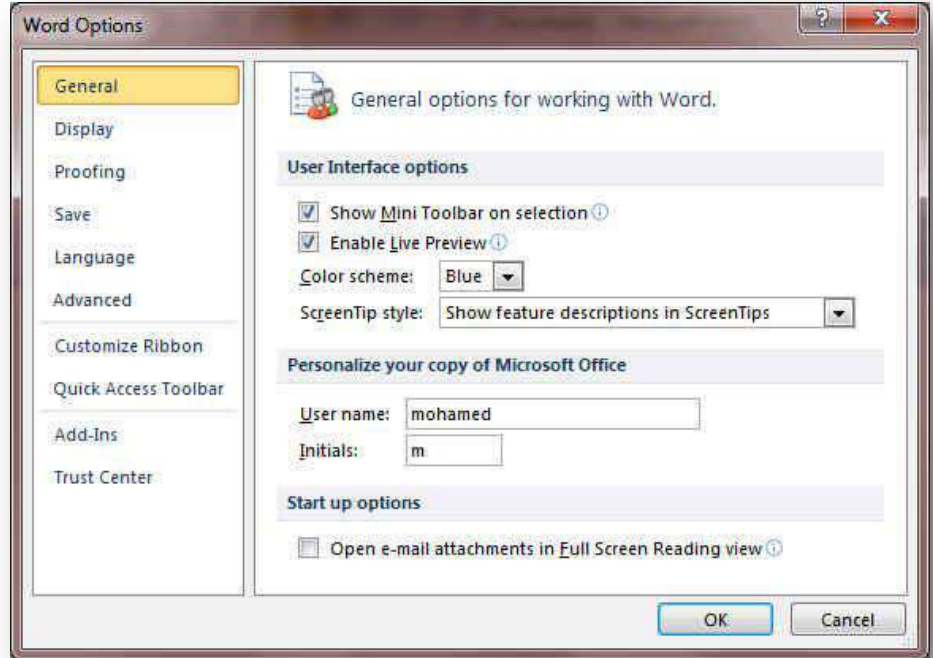 Word Options
General
Display
Proofing
Save
Language
Advanced
Customize Ribbon
Quick Access Toolbar
Add-Ins
Trust Center
General options for working with Word.
User Interface options
Show Mini Toolbar on selection
Enable Live Preview
Color scheme: Blue
ScreenTip style: Show feature descriptions in ScreenTips
Personalize your copy of Microsoft Office
User name: mohamed
Initials: m
Start up options
Open e-mail attachments in Full Screen Reading view
OK Cancel